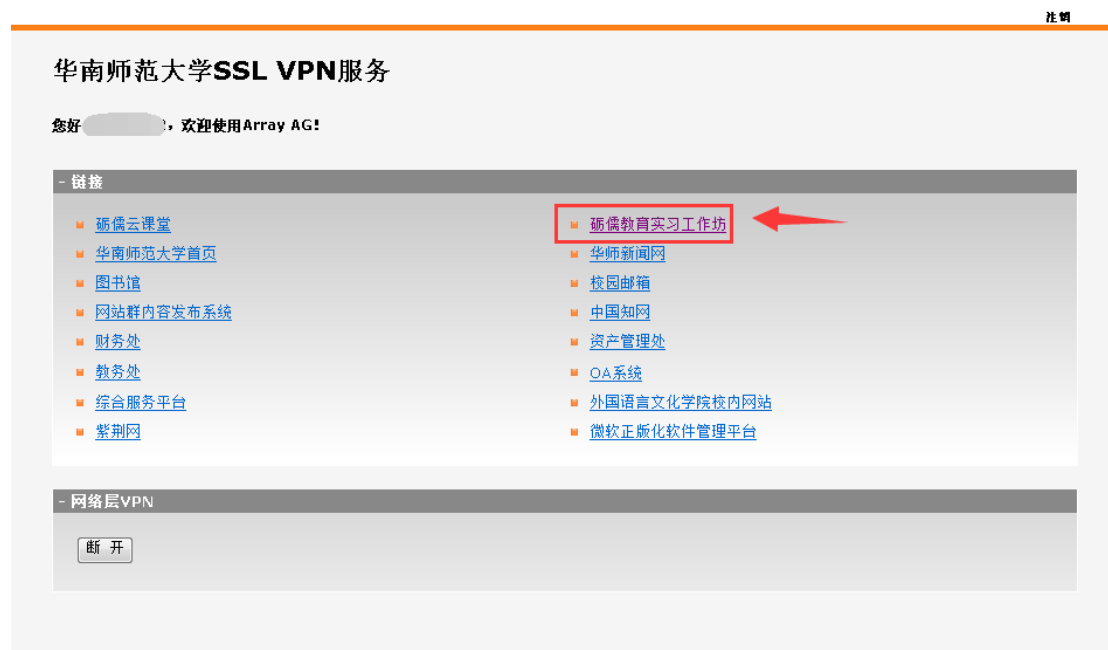 注销
华南师范大学SSL VPN服务
您好 ,欢迎使用Array AG!
- 链接
砺儒云课堂
砺儒教育实习工作坊
华南师范大学首页
华师新闻网
图书馆
校园邮箱
网站群内容发布系统
中国知网
财务处
资产管理处
教务处
OA系统
综合服务平台
外国语言文化学院校内网站
紫荆网
微软正版化软件管理平台
- 网络层VPN
断 开